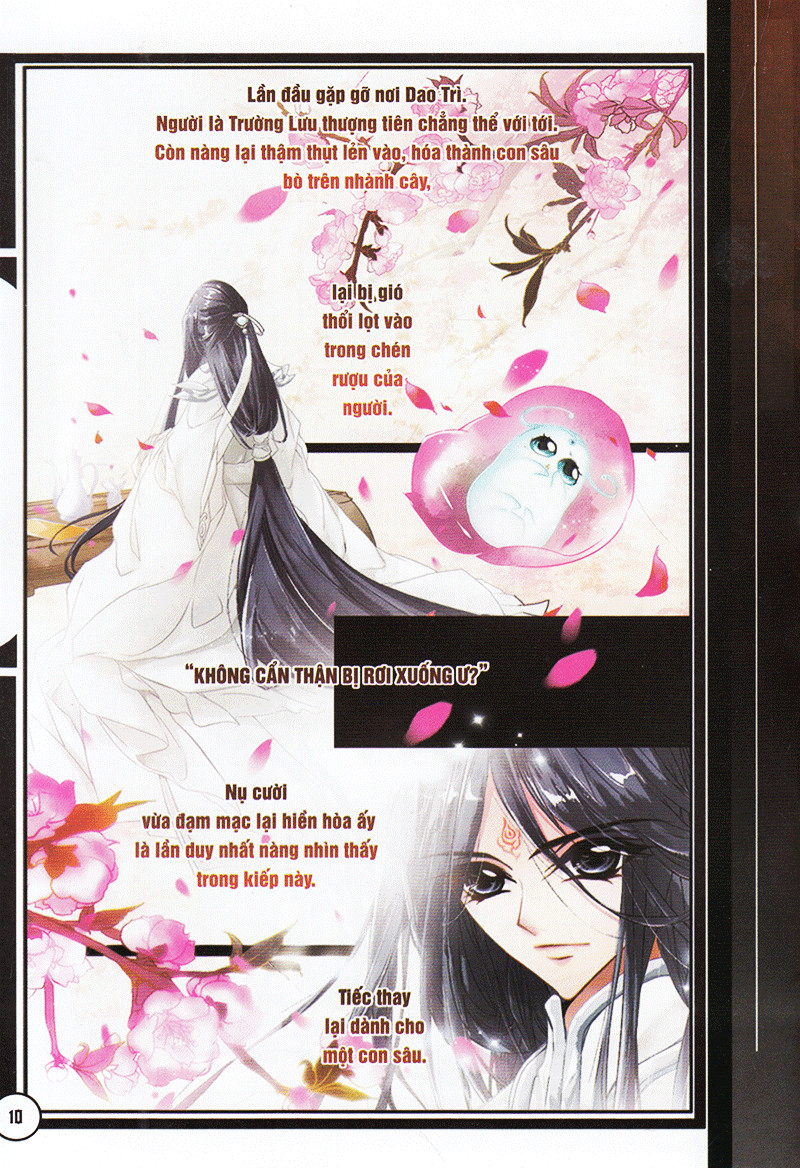 Lần đầu gặp gỡ nơi Dao Trì.
Người là Trường Lưu thượng tiên chẳng thể với tới.
Còn nàng lại thậm thụt lẻn vào, hóa thành con sâu
bò trên nhành cây,
lại bị gió
thổi lọt vào
trong chén
rượu của
người.
“KHÔNG CẨN THẬN BỊ RƠI XUỐNG Ư?”
Nụ cười
vừa đạm mạc lại hiền hòa ấy
là lần duy nhất nàng nhìn thấy
trong kiếp này.
Tiếc thay
lại dành cho
một con sâu.
10